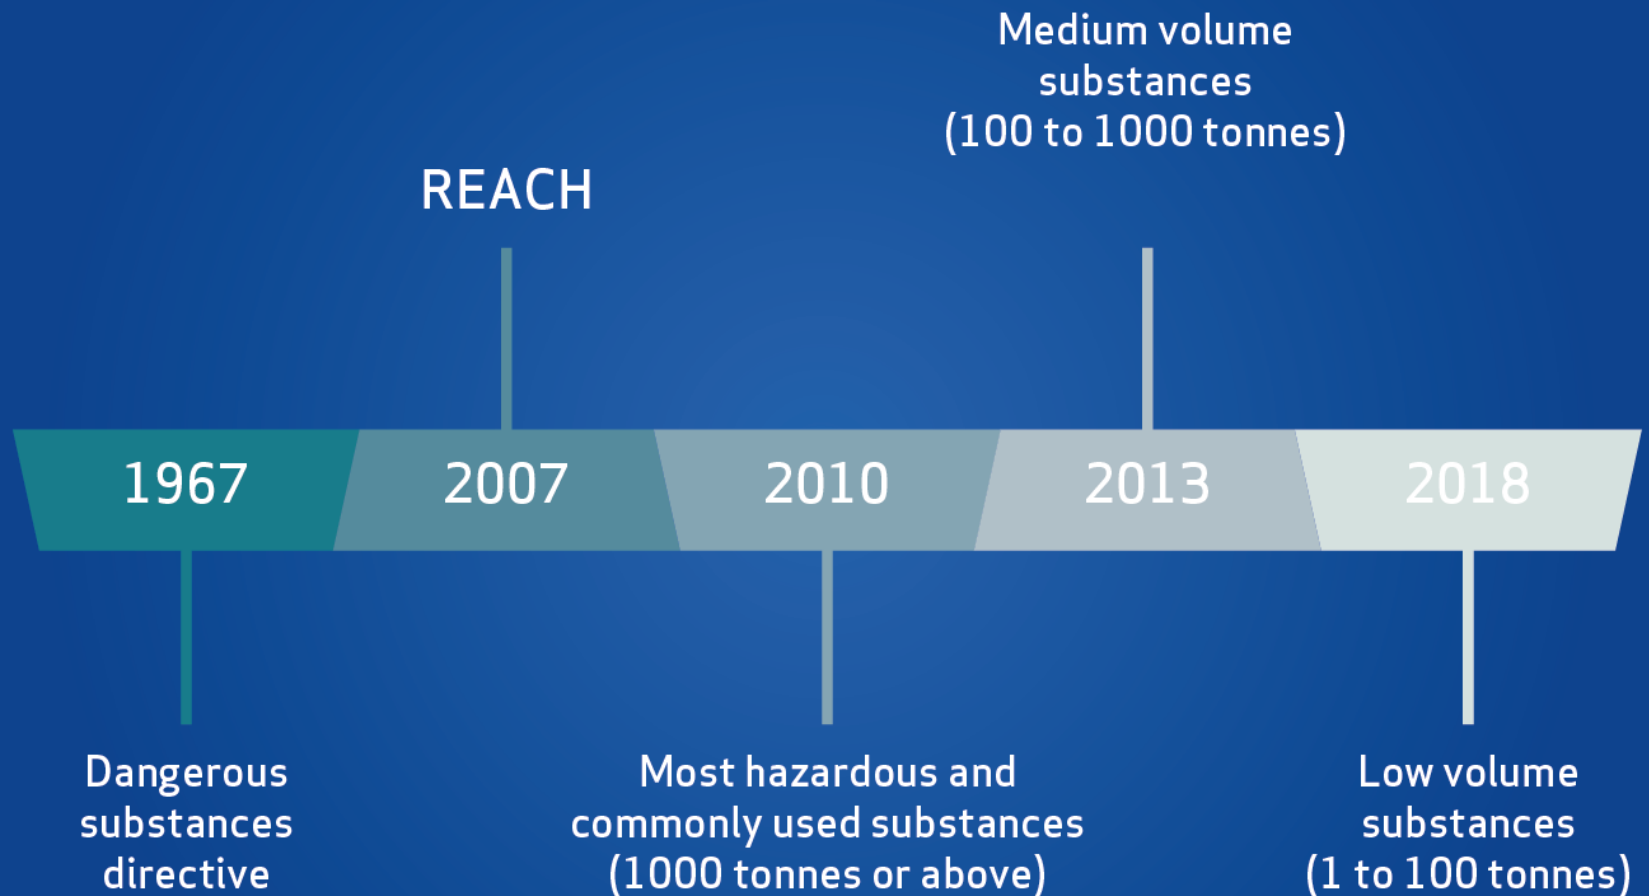 Medium volume
substances
(100 to 1000 tonnes)
REACH
1967
2007
2010
2013
2018
Dangerous
substances
directive
Most hazardous and
commonly used substances
(1000 tonnes or above)
Low volume
substances
(1 to 100 tonnes)